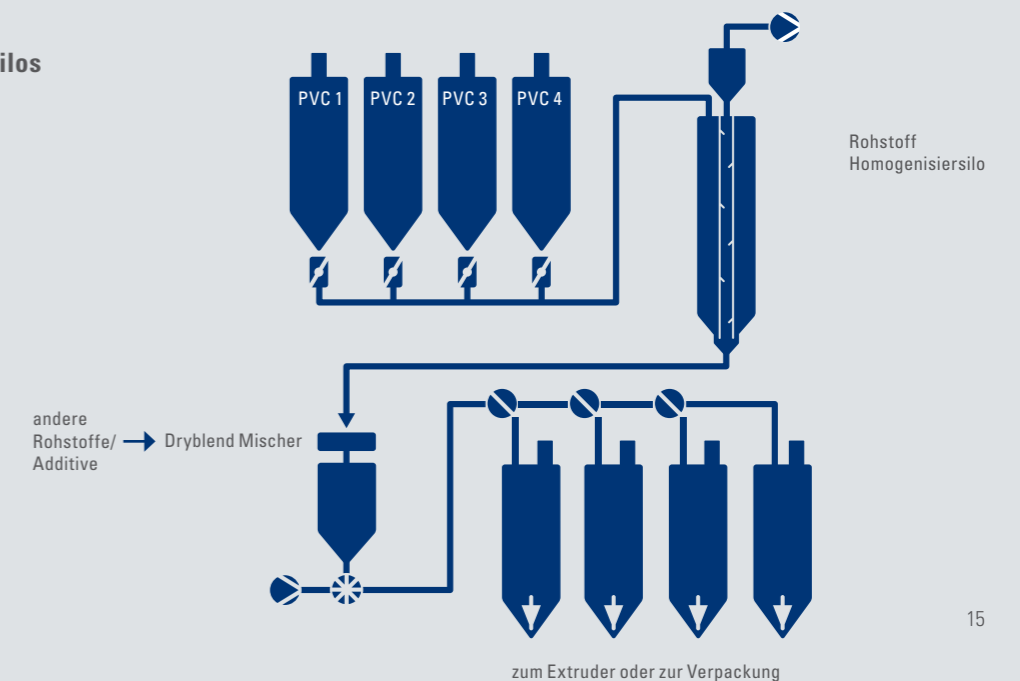 ilos
PVC 1 PVC 2 PVC 3 PVC 4
Rohstoff
Homogenisiersilo
andere
Rohstoffe/ Dryblend Mischer
Additive
15
zum Extruder oder zur Verpackung